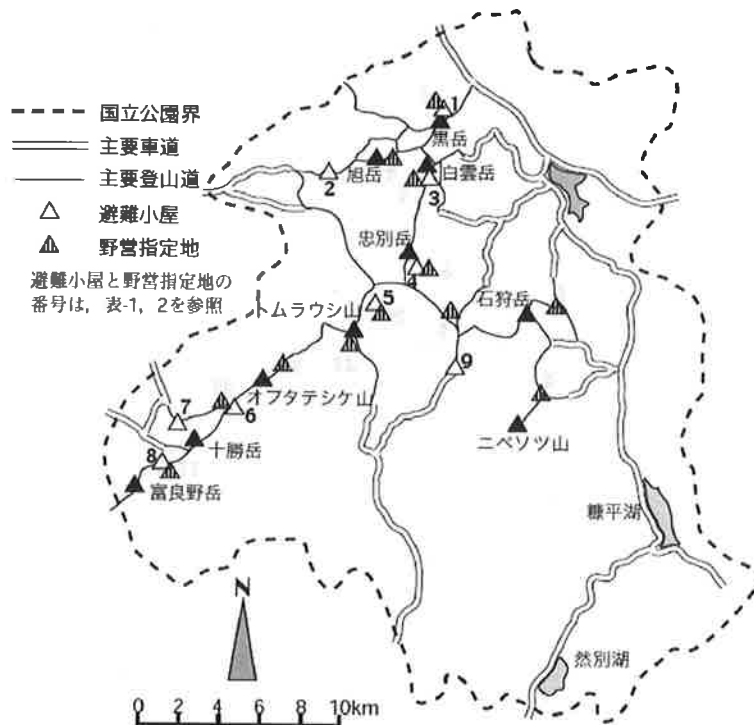 国立公園界
主要車道
主要登山道
避難小屋
野営指定地
避難小屋と野営指定地の
番号は，表-1，2を参照
1
黒岳
旭岳
2
白雲岳
3
忠別岳
4
5
石狩岳
トムラウシ山
9
オプタテシケ山
7
6
ニペソツ山
十勝岳
8
富良野岳
糠平湖
N
然別湖
0 2 4 6 10km